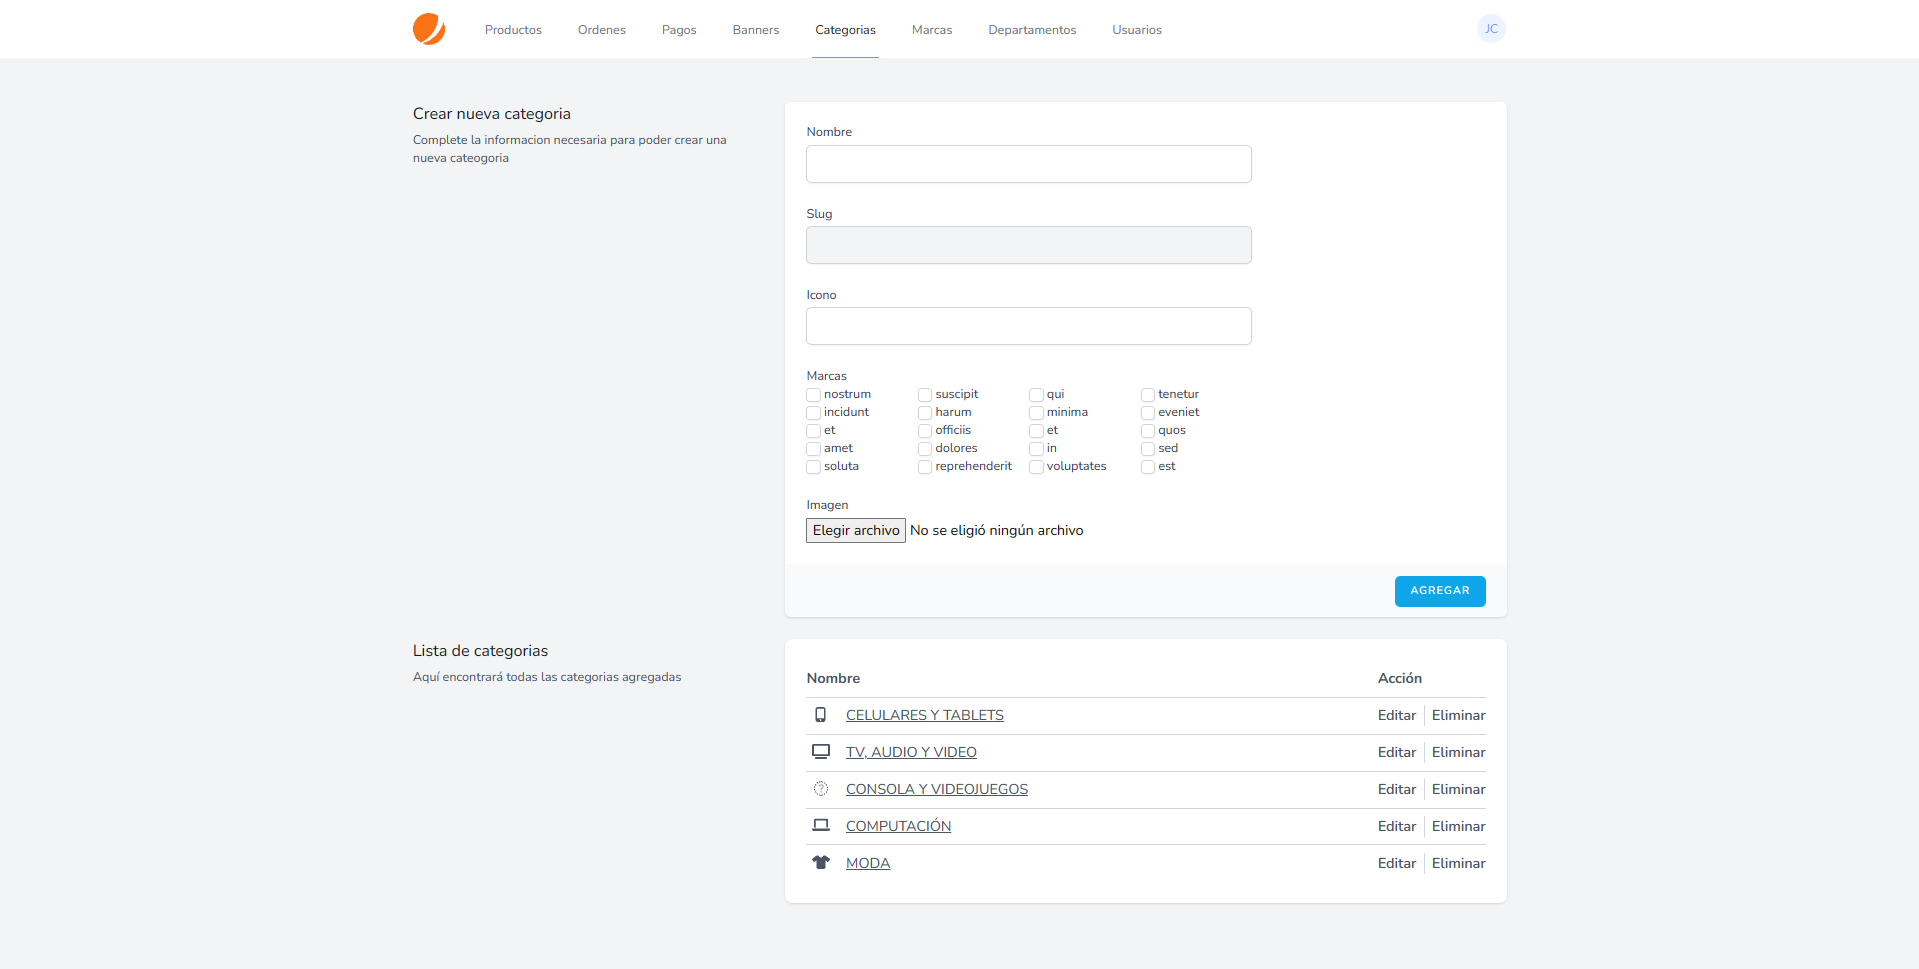 Productos Ordenes Pagos Banners Categorias Marcas Departamentos Usuarios JC
Crear nueva categoria
Complete la informacion necesaria para poder crear una
nueva cateogoria
Nombre
Slug
Icono
Marcas
nostrum suscipit qui tenetur
incidunt harum minima eveniet
et officiis et quos
amet dolores in sed
soluta reprehenderit voluptates est
Imagen
Elegir archivo No se eligió ningún archivo
AGREGAR
Lista de categorias
Aquí encontrará todas las categorias agregadas
Nombre Acción
CELULARES Y TABLETS Editar Eliminar
TV, AUDIO Y VIDEO Editar Eliminar
CONSOLA Y VIDEOJUEGOS Editar Eliminar
COMPUTACIÓN Editar Eliminar
MODA Editar Eliminar